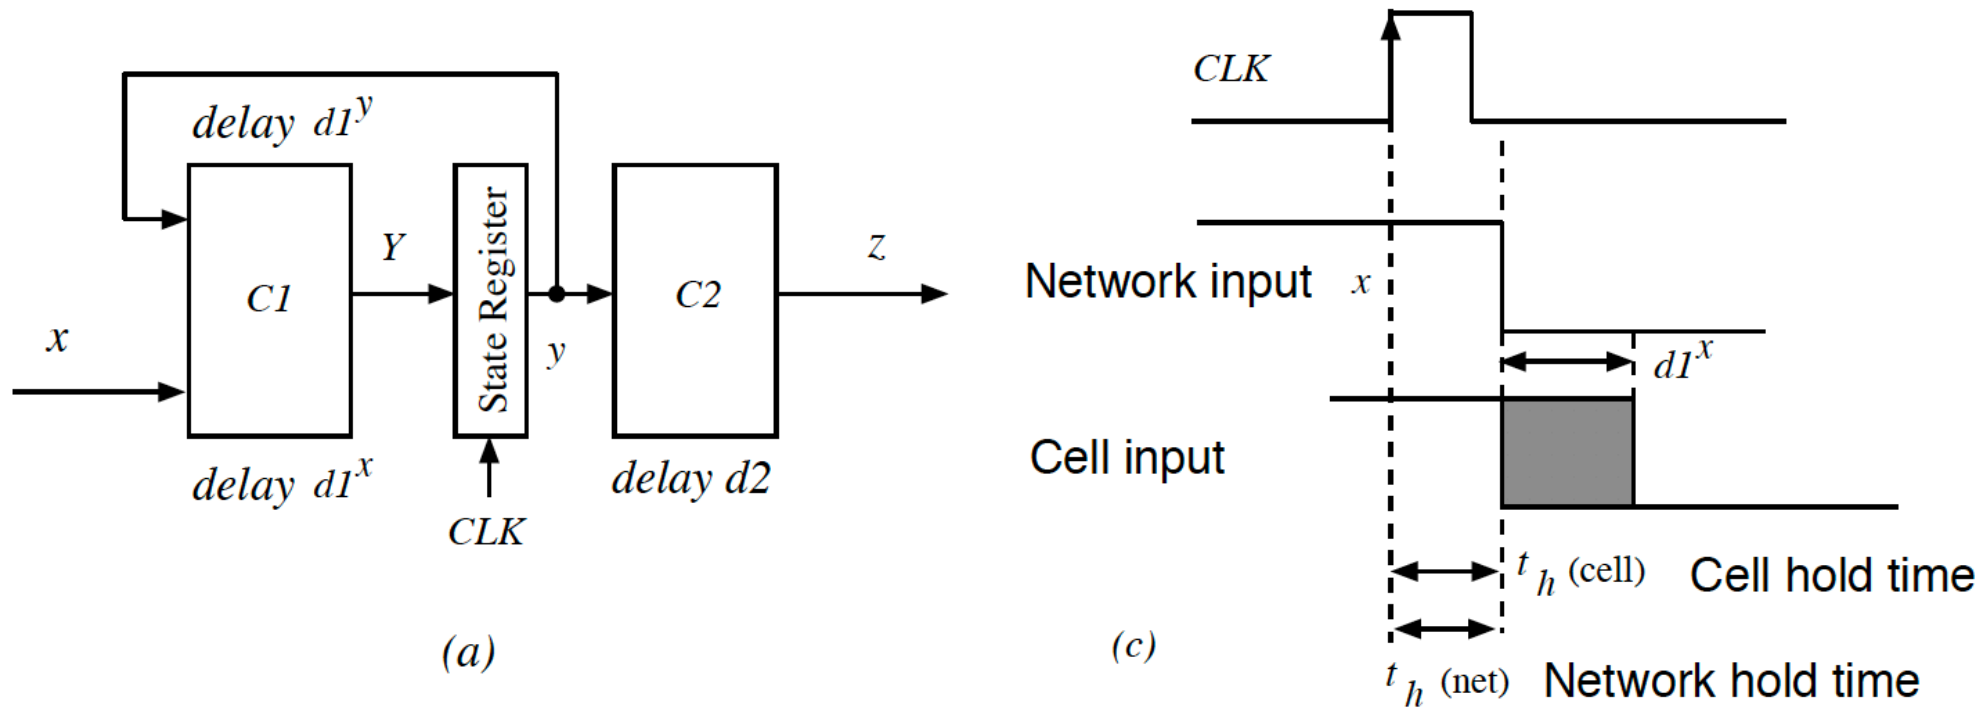 delay d1^y
C1
Y
State Register
y
C2
z
x
delay d1^x
CLK
delay d2
(a)
CLK
Network input x
d1^x
Cell input
t_h (cell) Cell hold time
(c)
t_h (net) Network hold time